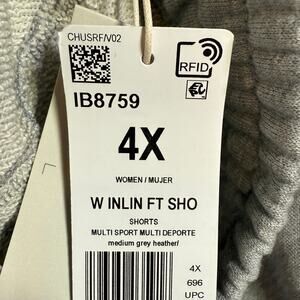 CHUSRF/V02
RFID
IB8759
4X
WOMEN / MUJER
W INLIN FT SHO
SHORTS
MULTI SPORT MULTI DEPORTE
medium grey heather/
4X
696
UPC